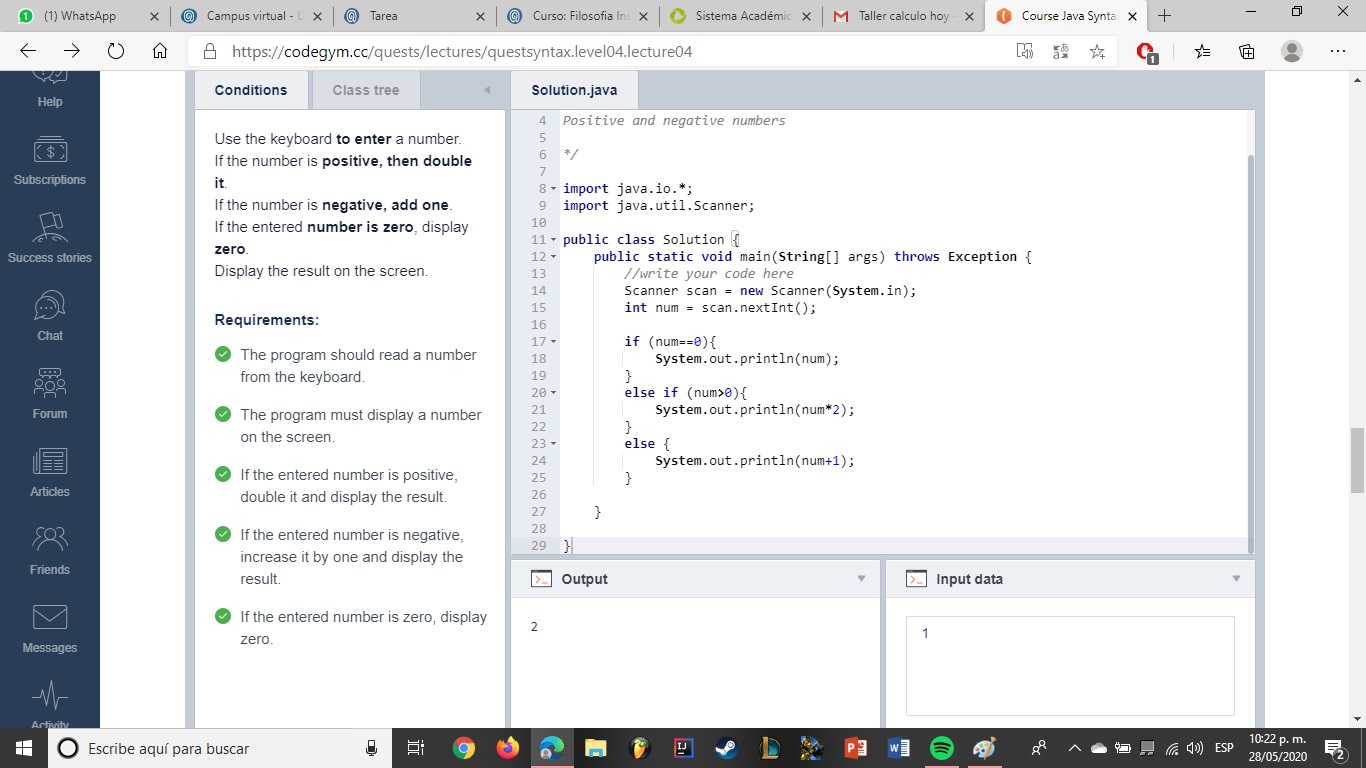 (1) WhatsApp
Campus virtual - U
Tarea
Curso: Filosofia Ins
Sistema Académic
Taller calculo hoy -
Course Java Syntax
https://codegym.cc/quests/lectures/questsyntax.level04.lecture04
1
Help
Subscriptions
Success stories
Chat
Forum
Articles
Friends
Messages
Activity
Conditions
Class tree
Use the keyboard to enter a number.
If the number is positive, then double
it.
If the number is negative, add one.
If the entered number is zero, display
zero.
Display the result on the screen.
Requirements:
The program should read a number
from the keyboard.
The program must display a number
on the screen.
If the entered number is positive,
double it and display the result.
If the entered number is negative,
increase it by one and display the
result.
If the entered number is zero, display
zero.
Solution.java
4 Positive and negative numbers
5
6 */
7
8 import java.io.*;
9 import java.util.Scanner;
10
11 public class Solution {
12 public static void main(String[] args) throws Exception {
13 //write your code here
14 Scanner scan = new Scanner(System.in);
15 int num = scan.nextInt();
16
17 if (num==0){
18 System.out.println(num);
19 }
20 else if (num>0){
21 System.out.println(num*2);
22 }
23 else {
24 System.out.println(num+1);
25 }
26
27 }
28
29 }
Output
2
Input data
1
Escribe aquí para buscar
ESP
10:22 p. m.
28/05/2020
2